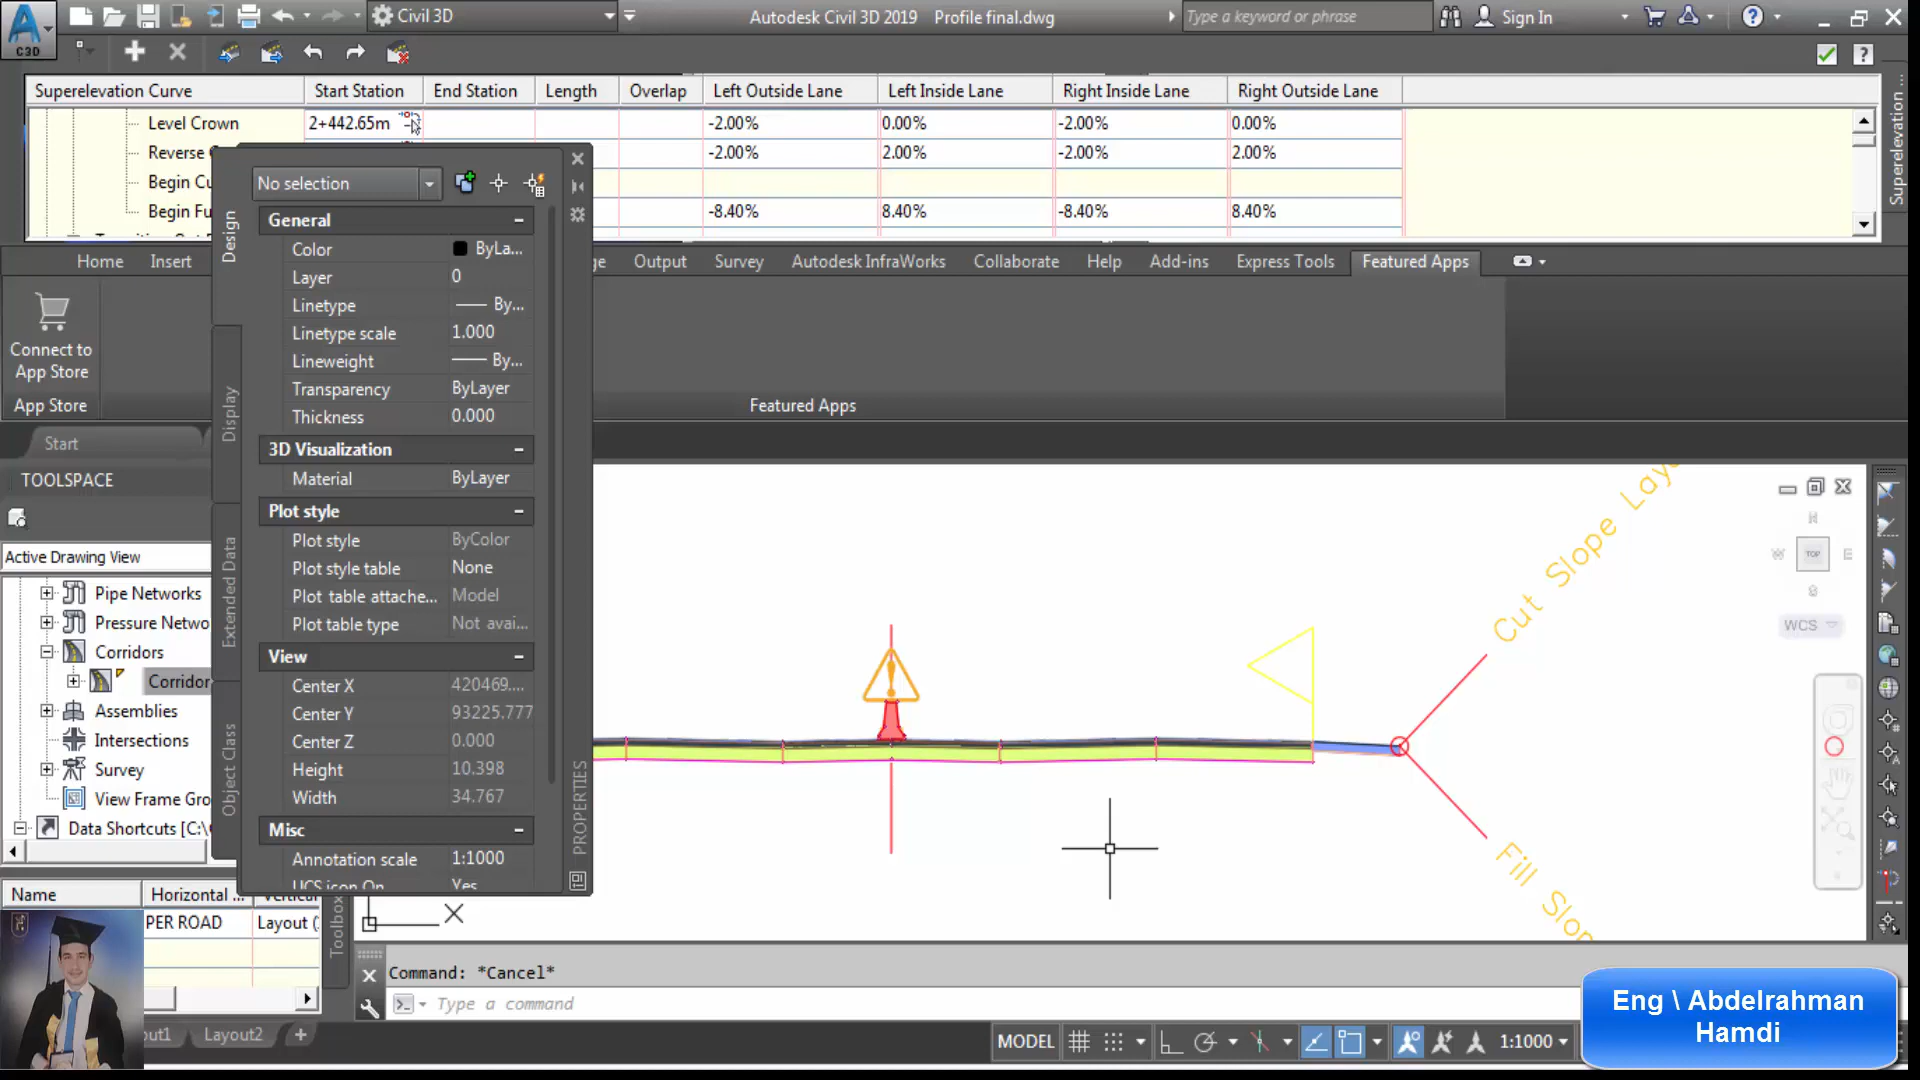 C3D
Civil 3D
Autodesk Civil 3D 2019 Profile final.dwg
Type a keyword or phrase
Sign In
Superelevation Curve Start Station End Station Length Overlap Left Outside Lane Left Inside Lane Right Inside Lane Right Outside Lane
Level Crown 2+442.65m -2.00% 0.00% -2.00% 0.00%
Reverse -2.00% 2.00% -2.00% 2.00%
Begin Cu
Begin Fu -8.40% 8.40% -8.40% 8.40%
Superelevation
Home Insert Output Survey Autodesk InfraWorks Collaborate Help Add-ins Express Tools Featured Apps
Connect to
App Store
App Store
Featured Apps
Start
TOOLSPACE
Active Drawing View
Pipe Networks
Pressure Netwo
Corridors
Corridor
Assemblies
Intersections
Survey
View Frame Gro
Data Shortcuts [C:\
Name Horizontal ...
PER ROAD Layout (
Toolbox
Design
Display
Extended Data
Object Class
No selection
General
Color ByLa...
Layer 0
Linetype By...
Linetype scale 1.000
Lineweight By...
Transparency ByLayer
Thickness 0.000
3D Visualization
Material ByLayer
Plot style
Plot style ByColor
Plot style table None
Plot table attache... Model
Plot table type Not avai...
View
Center X 420469....
Center Y 93225.777
Center Z 0.000
Height 10.398
Width 34.767
Misc
Annotation scale 1:1000
UCS icon On Yes
PROPERTIES
Cut Slope Laye
Fill Slop
TOP
W
E
S
WCS
X
Command: *Cancel*
Type a command
out1 Layout2 +
MODEL 1:1000
Eng \ Abdelrahman
Hamdi